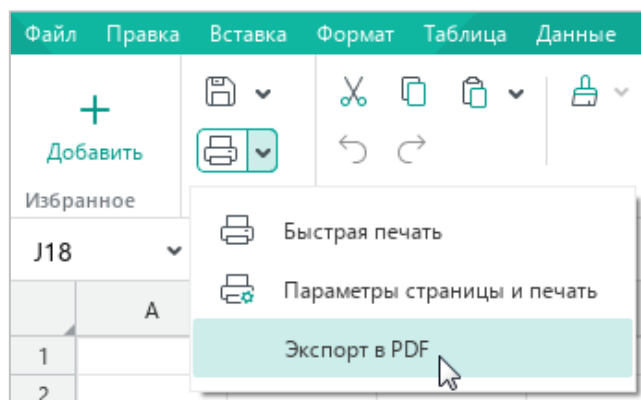 Файл Правка Вставка Формат Таблица Данные
Добавить
Избранное
Быстрая печать
J18
Параметры страницы и печать
A
Экспорт в PDF
1
2